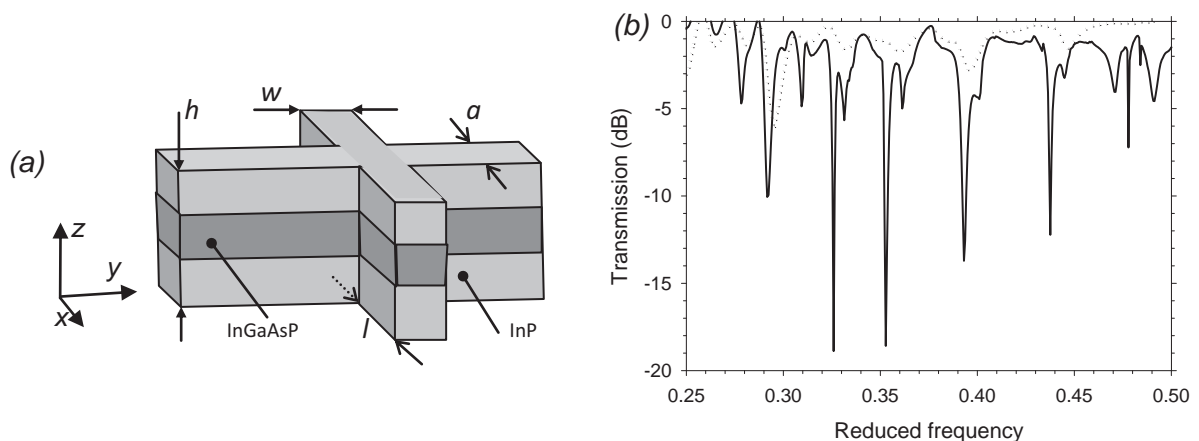 (a)
h
w
a
z
y
x
l
InGaAsP
InP
(b)
Transmission (dB)
0
-5
-10
-15
-20
0.25 0.30 0.35 0.40 0.45 0.50
Reduced frequency